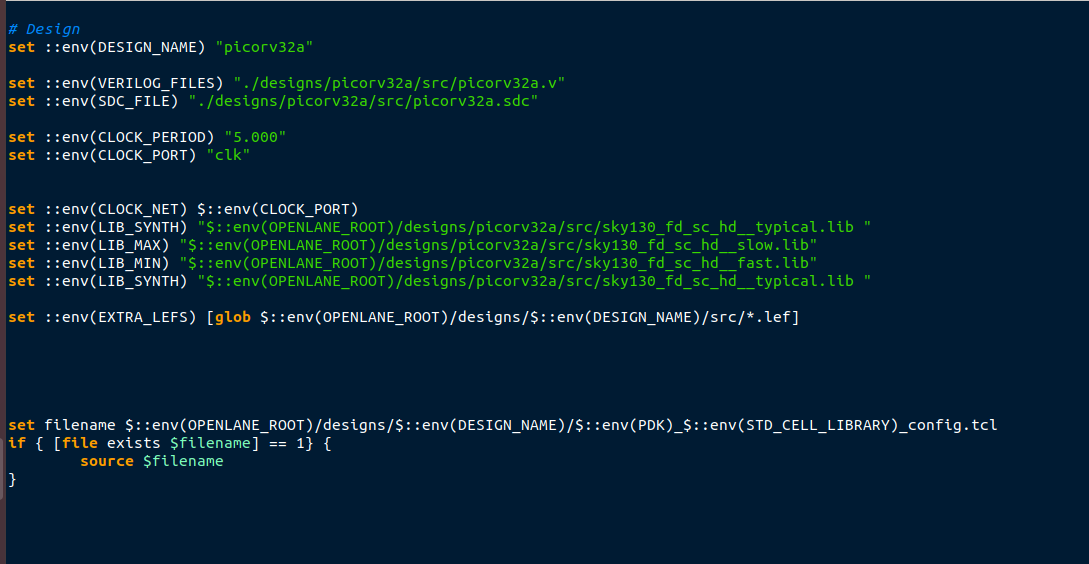 # Design
set ::env(DESIGN_NAME) "picorv32a"
set ::env(VERILOG_FILES) "./designs/picorv32a/src/picorv32a.v"
set ::env(SDC_FILE) "./designs/picorv32a/src/picorv32a.sdc"
set ::env(CLOCK_PERIOD) "5.000"
set ::env(CLOCK_PORT) "clk"
set ::env(CLOCK_NET) $::env(CLOCK_PORT)
set ::env(LIB_SYNTH) "$::env(OPENLANE_ROOT)/designs/picorv32a/src/sky130_fd_sc_hd__typical.lib "
set ::env(LIB_MAX) "$::env(OPENLANE_ROOT)/designs/picorv32a/src/sky130_fd_sc_hd__slow.lib"
set ::env(LIB_MIN) "$::env(OPENLANE_ROOT)/designs/picorv32a/src/sky130_fd_sc_hd__fast.lib"
set ::env(LIB_SYNTH) "$::env(OPENLANE_ROOT)/designs/picorv32a/src/sky130_fd_sc_hd__typical.lib "
set ::env(EXTRA_LEFS) [glob $::env(OPENLANE_ROOT)/designs/$::env(DESIGN_NAME)/src/*.lef]
set filename $::env(OPENLANE_ROOT)/designs/$::env(DESIGN_NAME)/$::env(PDK)_$::env(STD_CELL_LIBRARY)_config.tcl
if { [file exists $filename] == 1} {
        source $filename
}